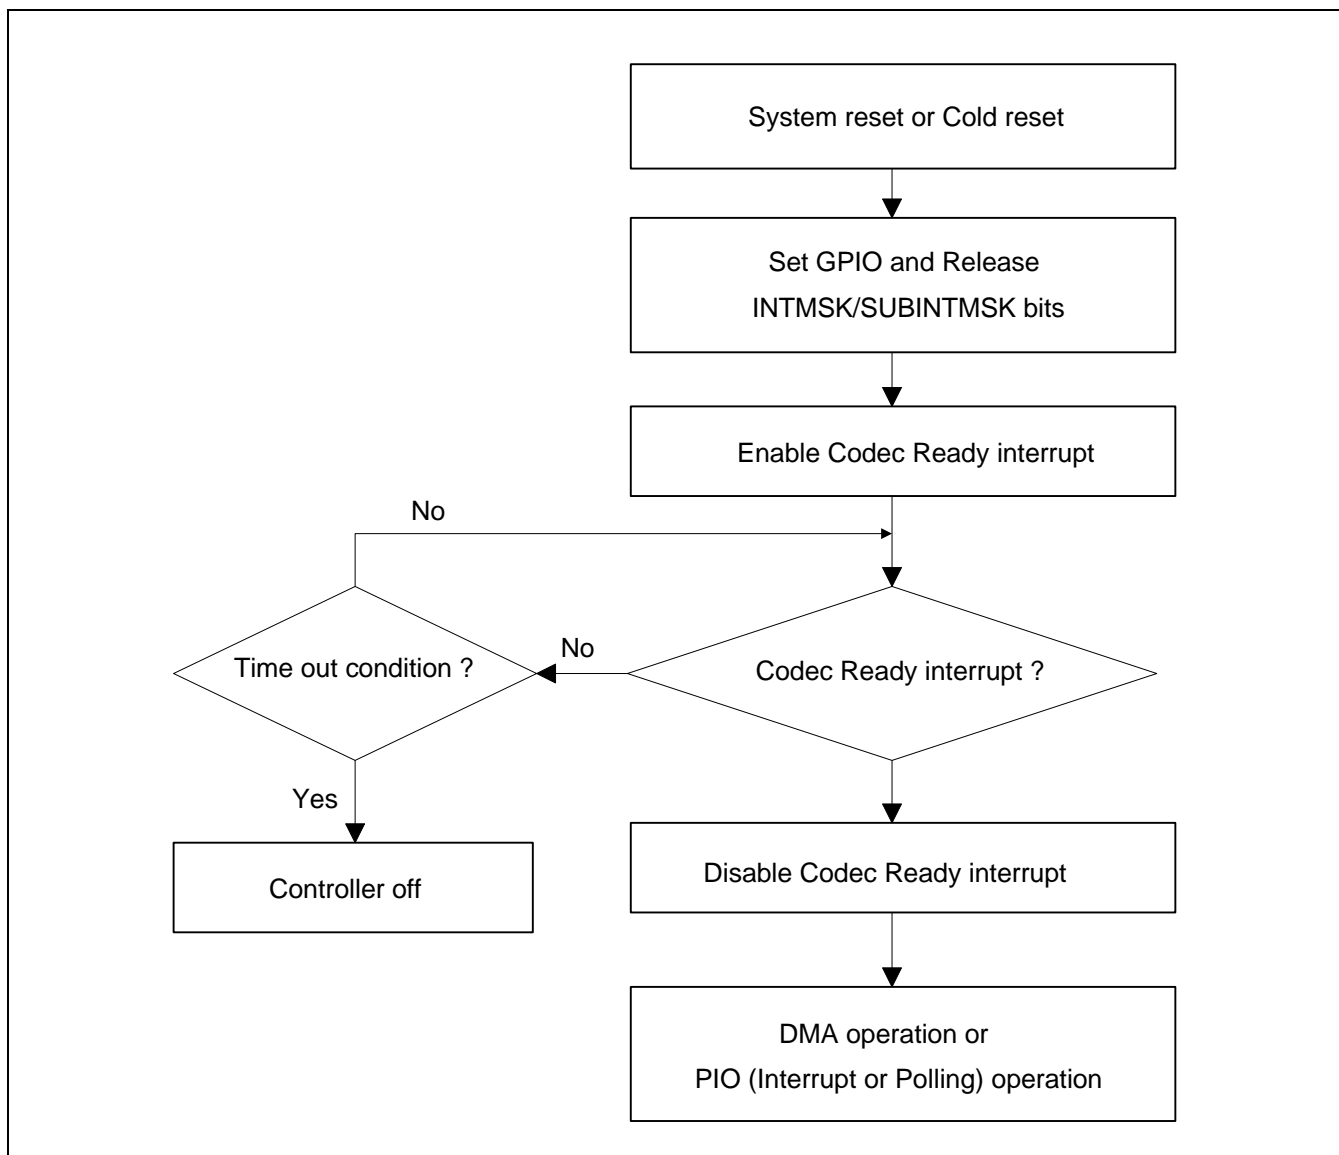 System reset or Cold reset
Set GPIO and Release
INTMSK/SUBINTMSK bits
Enable Codec Ready interrupt
No
Time out condition ?
No
Codec Ready interrupt ?
Yes
Controller off
Disable Codec Ready interrupt
DMA operation or
PIO (Interrupt or Polling) operation